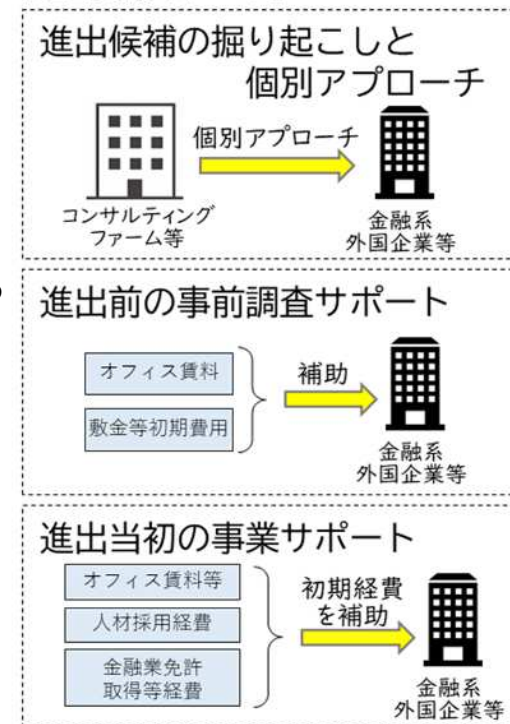 進出候補の掘り起こしと
個別アプローチ
個別アプローチ
コンサルティング
ファーム等
金融系
外国企業等
進出前の事前調査サポート
オフィス賃料
敷金等初期費用
補助
金融系
外国企業等
進出当初の事業サポート
オフィス賃料等
人材採用経費
金融業免許
取得等経費
初期経費
を補助
金融系
外国企業等